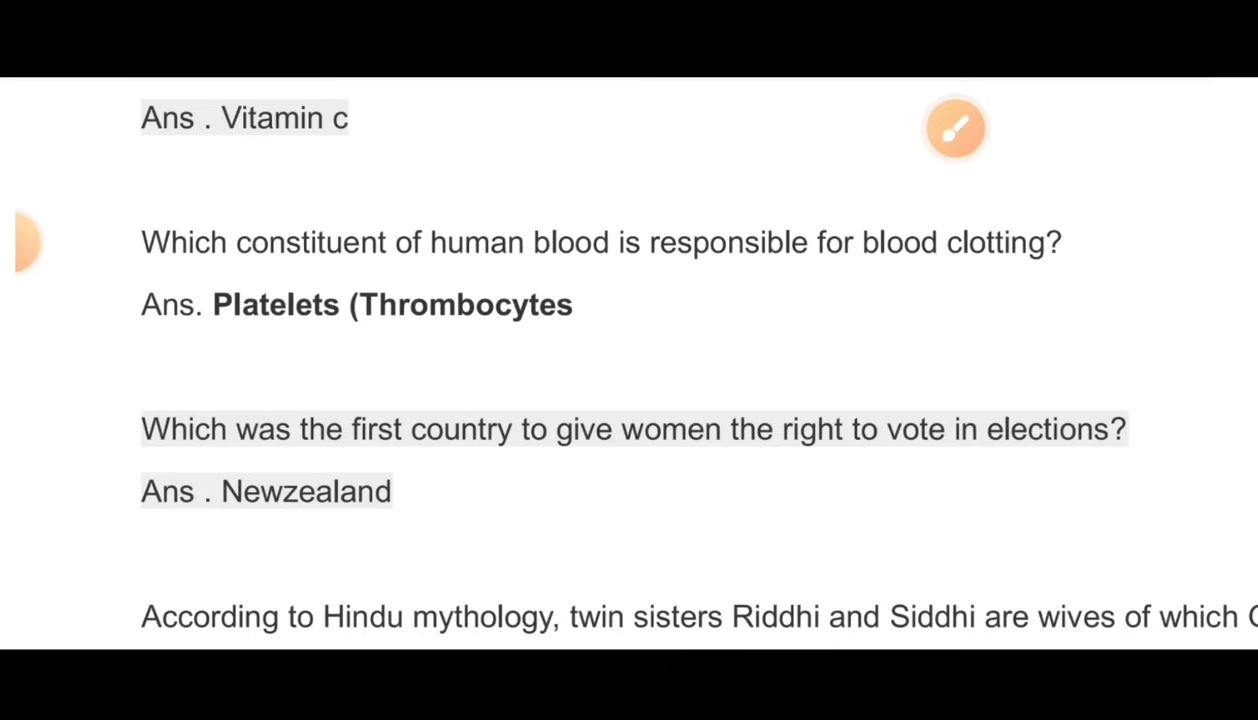 Ans . Vitamin c
Which constituent of human blood is responsible for blood clotting?
Ans. Platelets (Thrombocytes
Which was the first country to give women the right to vote in elections?
Ans . Newzealand
According to Hindu mythology, twin sisters Riddhi and Siddhi are wives of which